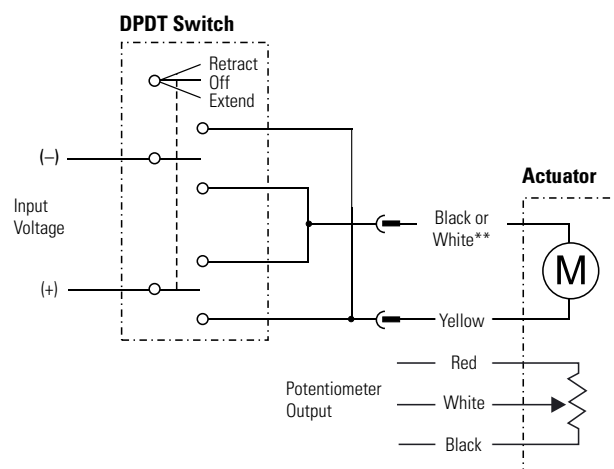 DPDT Switch
Retract
Off
Extend
(–)
Input
Voltage
(+)
Actuator
Black or
White**
M
Yellow
Red
Potentiometer
Output
White
Black